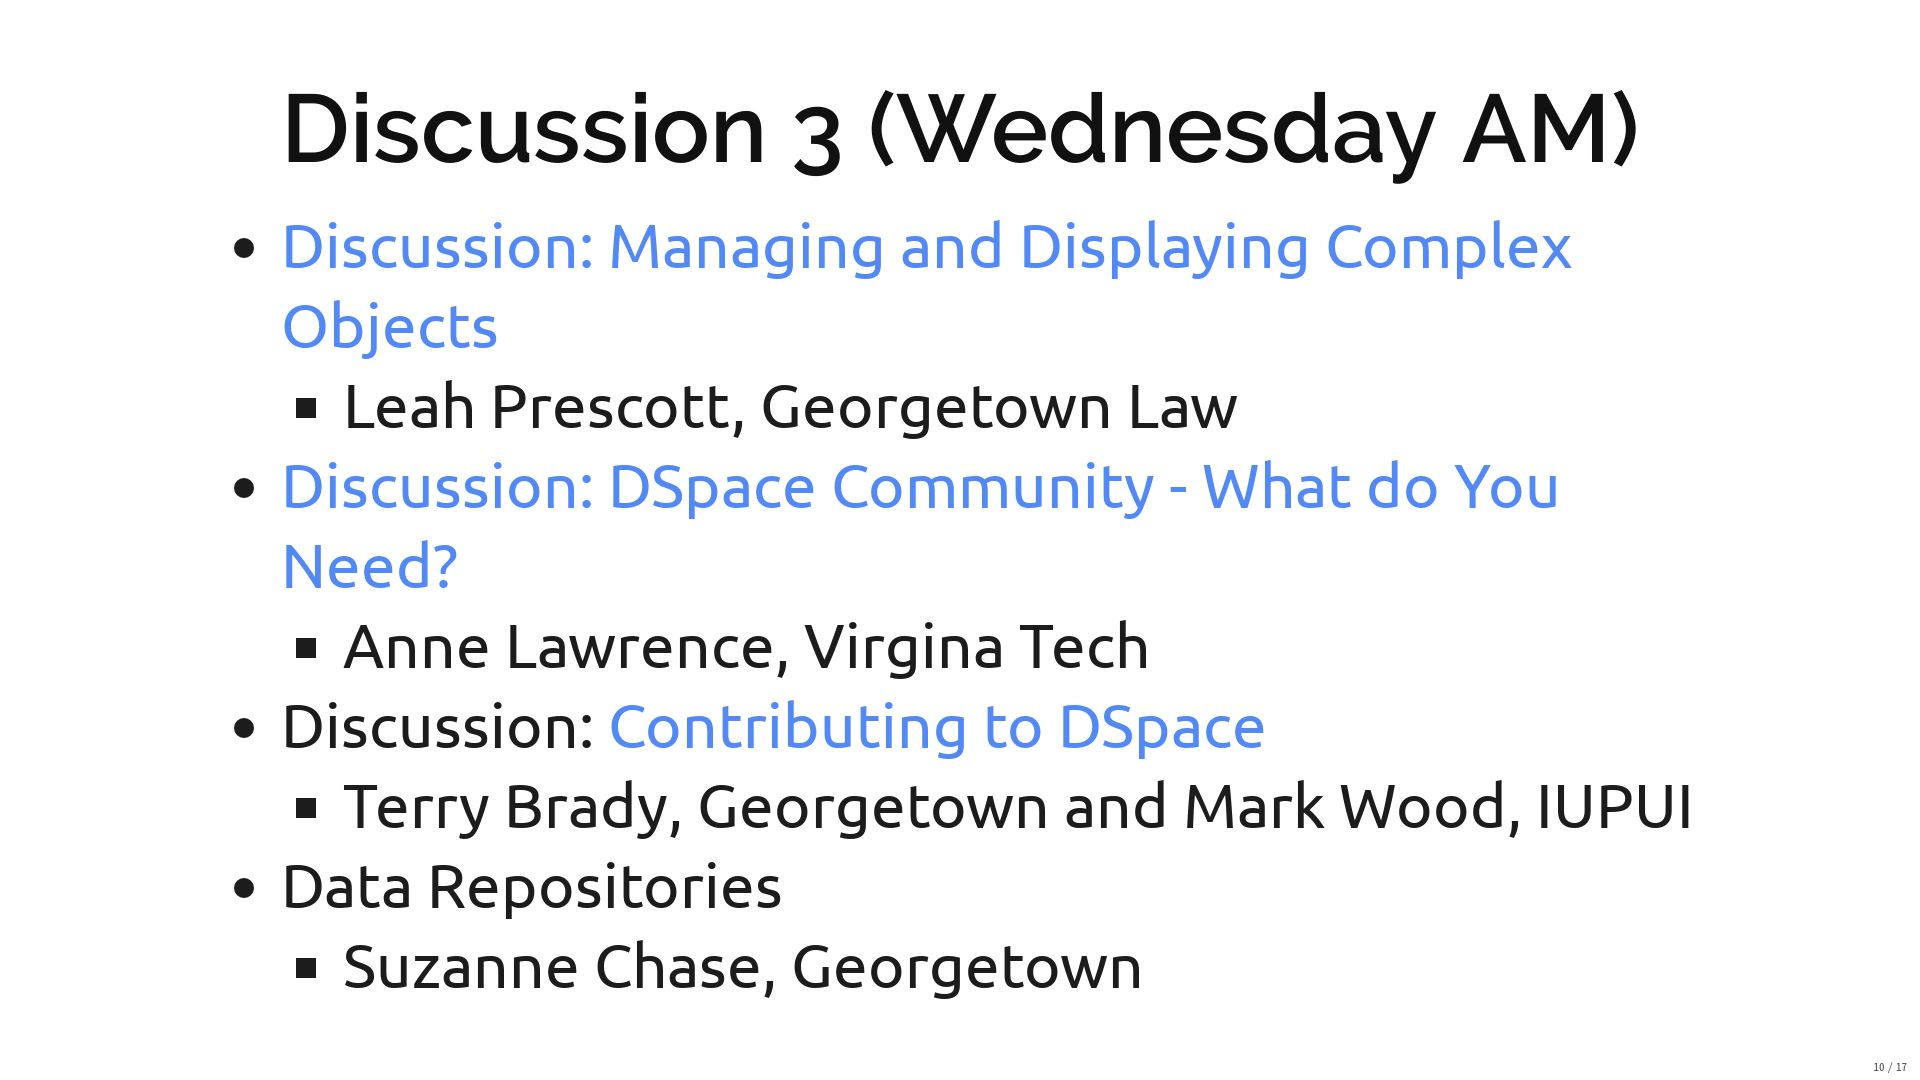 Discussion 3 (Wednesday AM)
Discussion: Managing and Displaying Complex
Objects
Leah Prescott, Georgetown Law
Discussion: DSpace Community - What do You
Need?
Anne Lawrence, Virgina Tech
Discussion: Contributing to DSpace
Terry Brady, Georgetown and Mark Wood, IUPUI
Data Repositories
Suzanne Chase, Georgetown
10 / 17